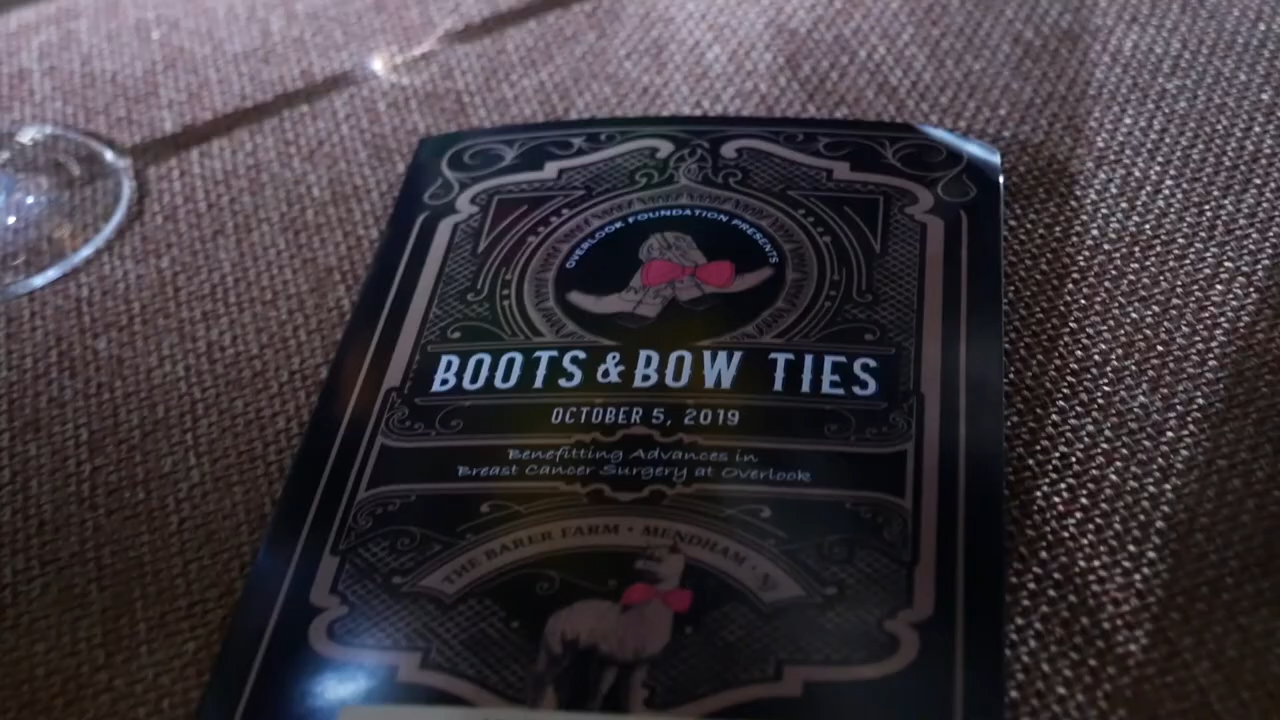 OVERLOOK FOUNDATION PRESENTS
BOOTS & BOW TIES
OCTOBER 5, 2019
Benefitting Advances in
Breast Cancer Surgery at Overlook
THE BARER FARM • MENDHAM • NJ